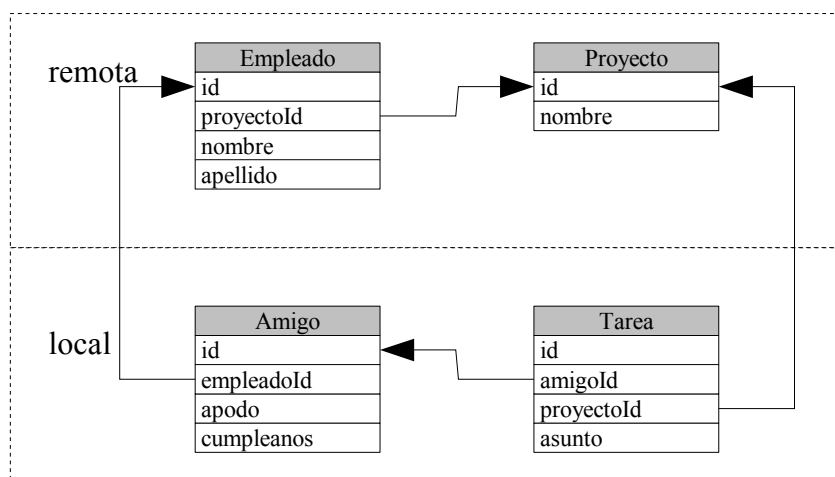 remota
Empleado
id
proyectoId
nombre
apellido
Proyecto
id
nombre
local
Amigo
id
empleadoId
apodo
cumpleanos
Tarea
id
amigoId
proyectoId
asunto